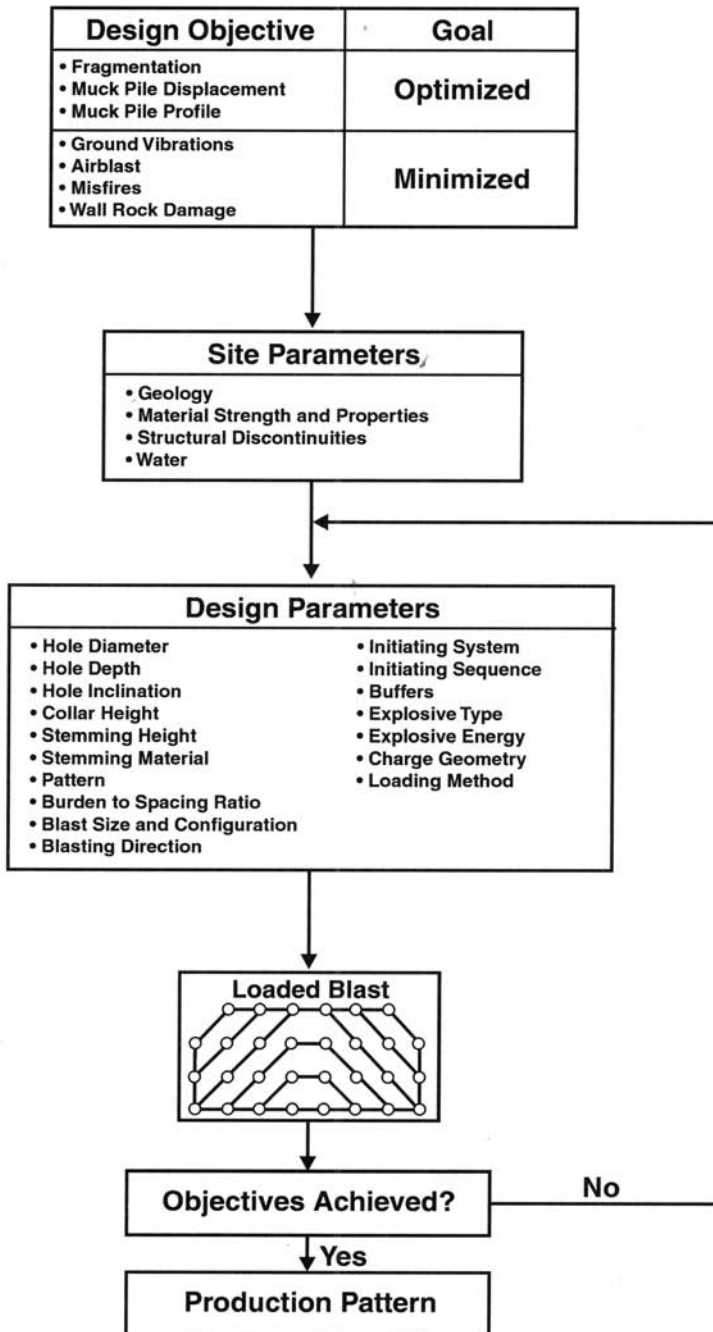 Design Objective
Goal
• Fragmentation
• Muck Pile Displacement
• Muck Pile Profile
Optimized
• Ground Vibrations
• Airblast
• Misfires
• Wall Rock Damage
Minimized
Site Parameters
• Geology
• Material Strength and Properties
• Structural Discontinuities
• Water
Design Parameters
• Hole Diameter
• Hole Depth
• Hole Inclination
• Collar Height
• Stemming Height
• Stemming Material
• Pattern
• Burden to Spacing Ratio
• Blast Size and Configuration
• Blasting Direction
• Initiating System
• Initiating Sequence
• Buffers
• Explosive Type
• Explosive Energy
• Charge Geometry
• Loading Method
Loaded Blast
Objectives Achieved?
No
Yes
Production Pattern